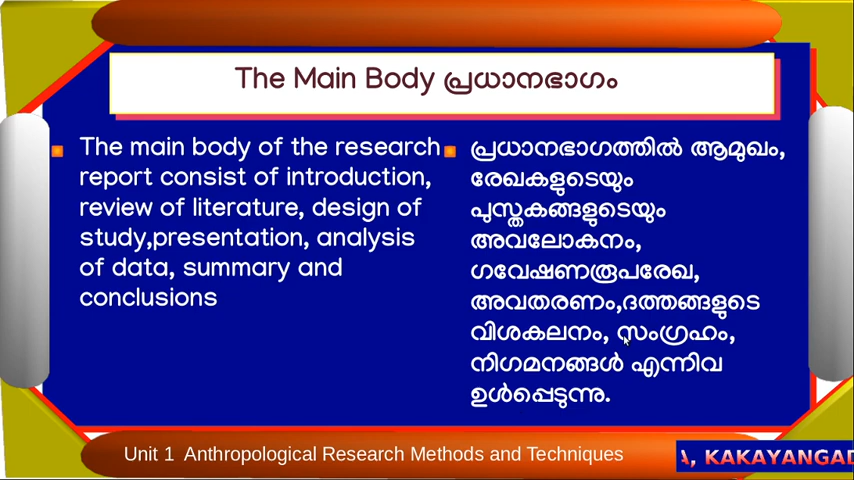 The Main Body പ്രധാനഭാഗം
The main body of the research
report consist of introduction,
review of literature, design of
study,presentation, analysis
of data, summary and
conclusions
പ്രധാനഭാഗത്തിൽ ആമുഖം,
രേഖകളുടെയും
പുസ്തകങ്ങളുടെയും
അവലോകനം,
ഗവേഷണരൂപരേഖ,
അവതരണം,ദത്തങ്ങളുടെ
വിശകലനം, സംഗ്രഹം,
നിഗമനങ്ങൾ എന്നിവ
ഉൾപ്പെടുന്നു.
Unit 1 Anthropological Research Methods and Techniques
A, KAKAYANGAD